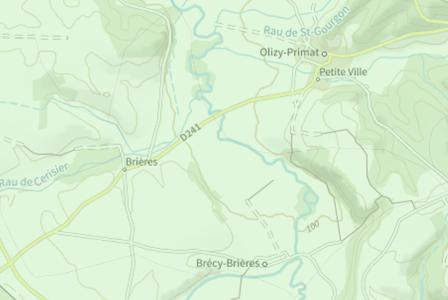 Rau de St-Gourgon
Olizy-Primat
Petite Ville
D241
Brières
Rau de Cerisier
100
Brécy-Brières